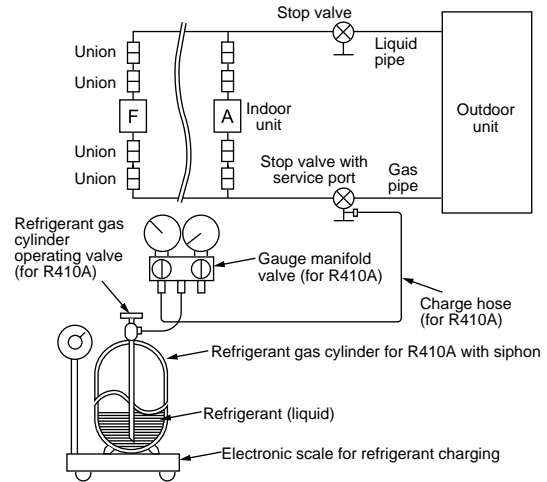 Stop valve
Liquid
pipe
Union
Union
F
A
Indoor
unit
Outdoor
unit
Union
Union
Stop valve with
service port
Gas
pipe
Refrigerant gas
cylinder
operating valve
(for R410A)
Gauge manifold
valve (for R410A)
Charge hose
(for R410A)
Refrigerant gas cylinder for R410A with siphon
Refrigerant (liquid)
Electronic scale for refrigerant charging